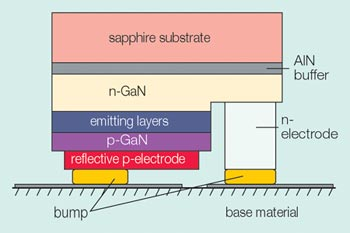 sapphire substrate
AlN
buffer
n-GaN
emitting layers
p-GaN
reflective p-electrode
n-
electrode
bump
base material